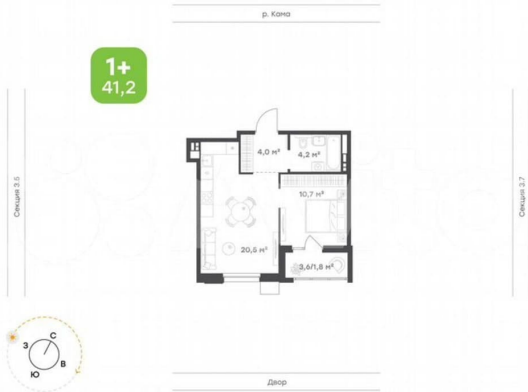 р. Кама
1+
41,2
4,0 м²
4,2 м²
10,7 м²
20,5 м²
3,6/1,8 м²
Секция 3.5
Секция 3.7
С
З
В
Ю
Двор